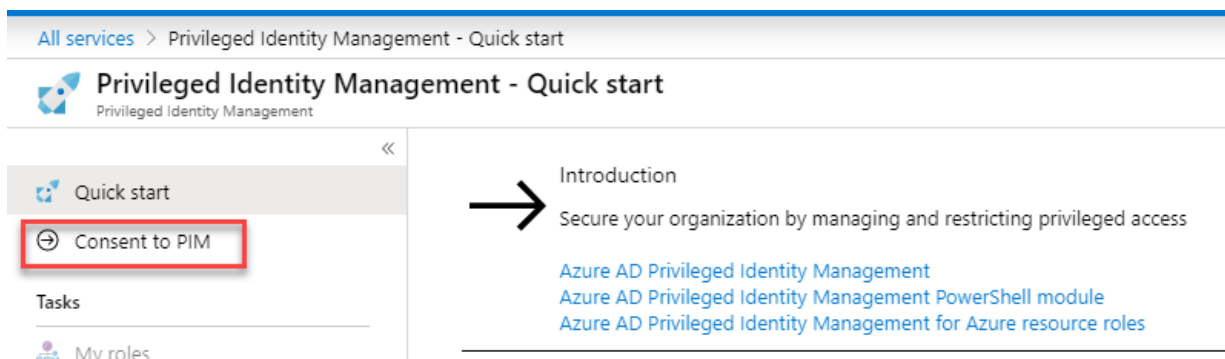 All services > Privileged Identity Management - Quick start
Privileged Identity Management - Quick start
Privileged Identity Management
«
Quick start
Consent to PIM
Tasks
My roles
Introduction
Secure your organization by managing and restricting privileged access
Azure AD Privileged Identity Management
Azure AD Privileged Identity Management PowerShell module
Azure AD Privileged Identity Management for Azure resource roles